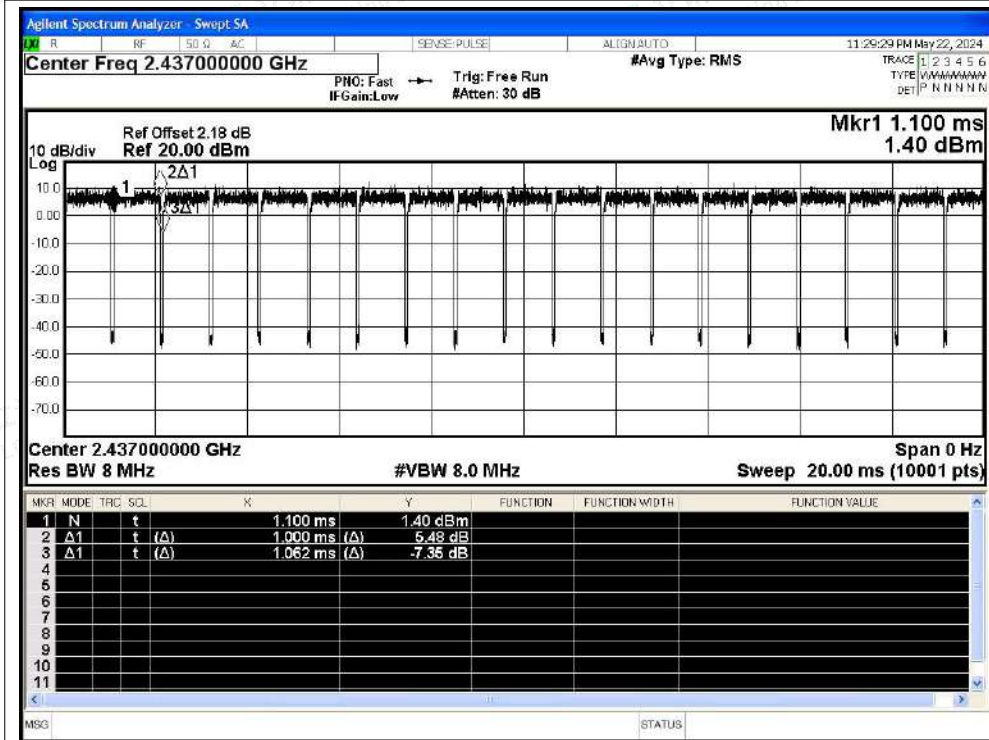 Agilent Spectrum Analyzer - Swept SA
LXI R RF 50 Ω AC SENSE:PULSE ALIGN AUTO 11:29:29 PM May 22, 2024
Center Freq 2.437000000 GHz #Avg Type: RMS TRACE 1 2 3 4 5 6
PNO: Fast Trig: Free Run TYPE WWWWWW
IFGain:Low #Atten: 30 dB DET P N N N N N
Mkr1 1.100 ms
Ref Offset 2.18 dB
10 dB/div Ref 20.00 dBm 1.40 dBm
Log
2Δ1
10.0
1
3Δ1
0.00
-10.0
-20.0
-30.0
-40.0
-50.0
-60.0
-70.0
Center 2.437000000 GHz Span 0 Hz
Res BW 8 MHz #VBW 8.0 MHz Sweep 20.00 ms (10001 pts)
MKR MODE TRC SCL X Y FUNCTION FUNCTION WIDTH FUNCTION VALUE
1 N t 1.100 ms 1.40 dBm
2 Δ1 t (Δ) 1.000 ms (Δ) 5.48 dB
3 Δ1 t (Δ) 1.062 ms (Δ) -7.35 dB
4
5
6
7
8
9
10
11
MSG STATUS